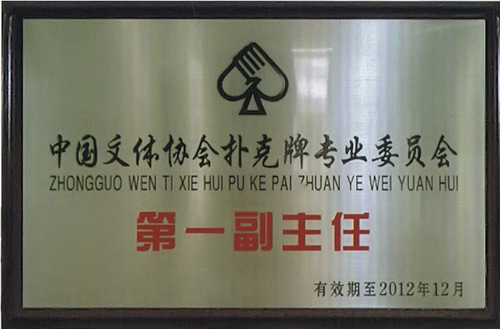 中国文体协会扑克牌专业委员会
ZHONGGUO WEN TI XIE HUI PU KE PAI ZHUAN YE WEI YUAN HUI
第一副主任
有效期至2012年12月